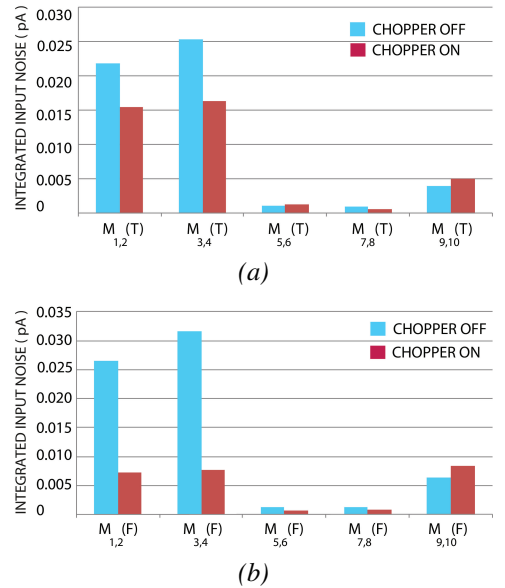 INTEGRATED INPUT NOISE ( pA )
0.030
0.025
0.020
0.015
0.010
0.005
0
CHOPPER OFF
CHOPPER ON
M (T) M (T) M (T) M (T) M (T)
1,2 3,4 5,6 7,8 9,10
(a)
INTEGRATED INPUT NOISE ( pA )
0.035
0.030
0.025
0.020
0.015
0.010
0.005
0
CHOPPER OFF
CHOPPER ON
M (F) M (F) M (F) M (F) M (F)
1,2 3,4 5,6 7,8 9,10
(b)